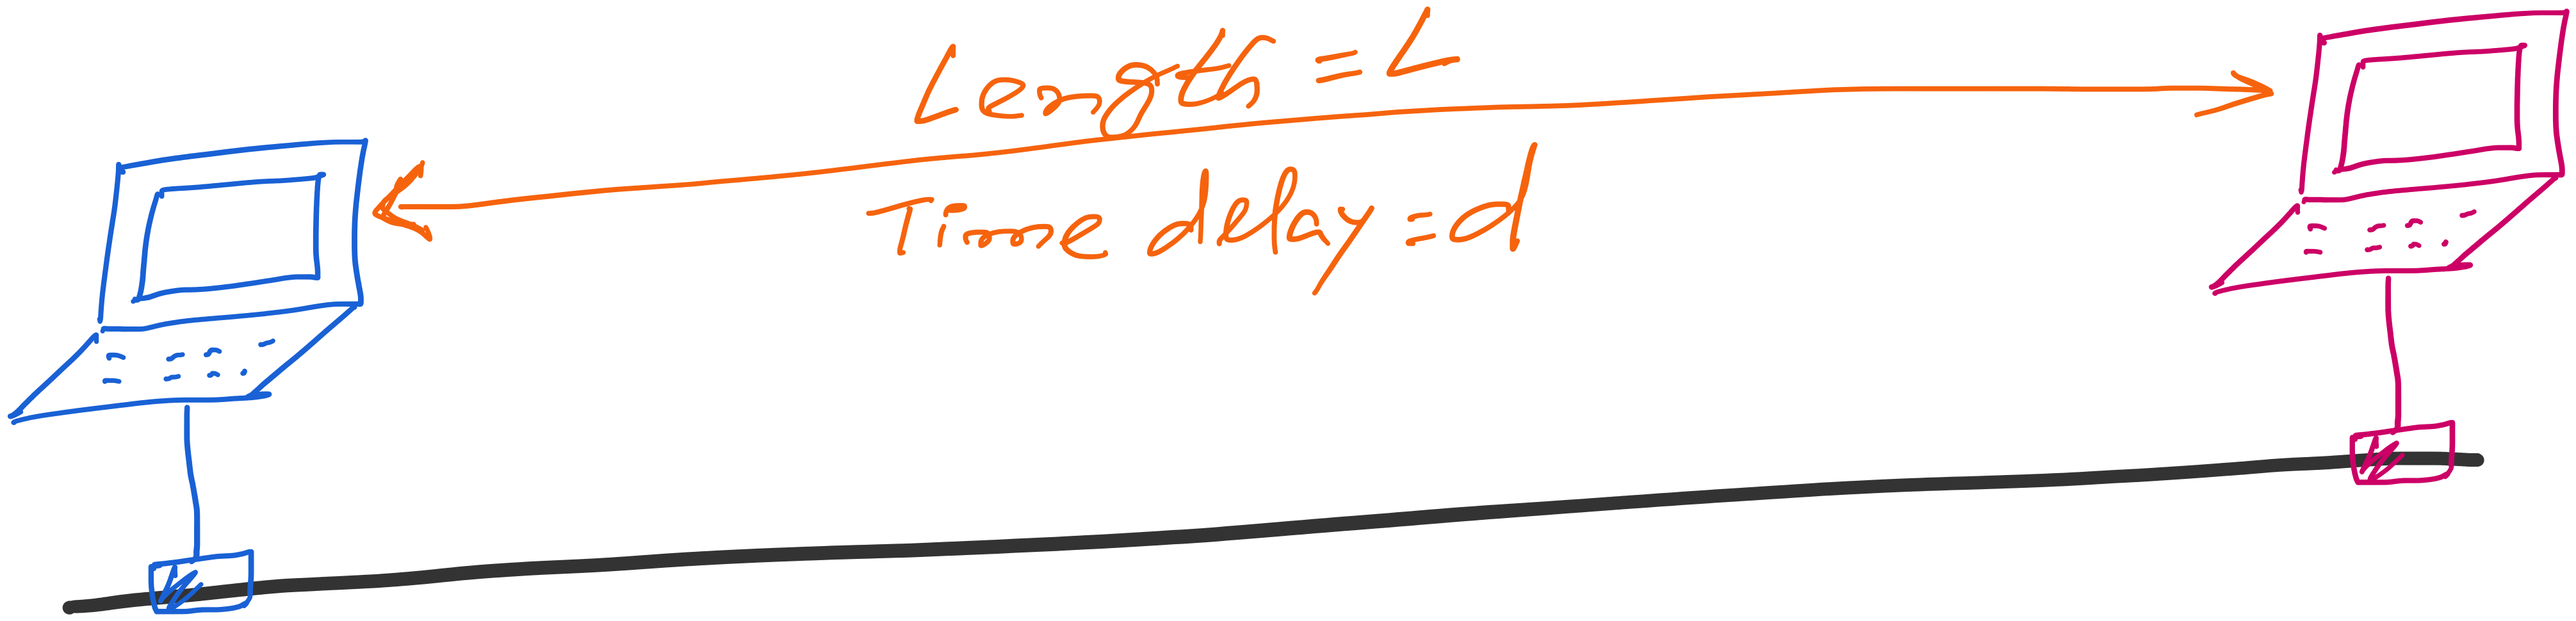 Length = L
Time delay = d